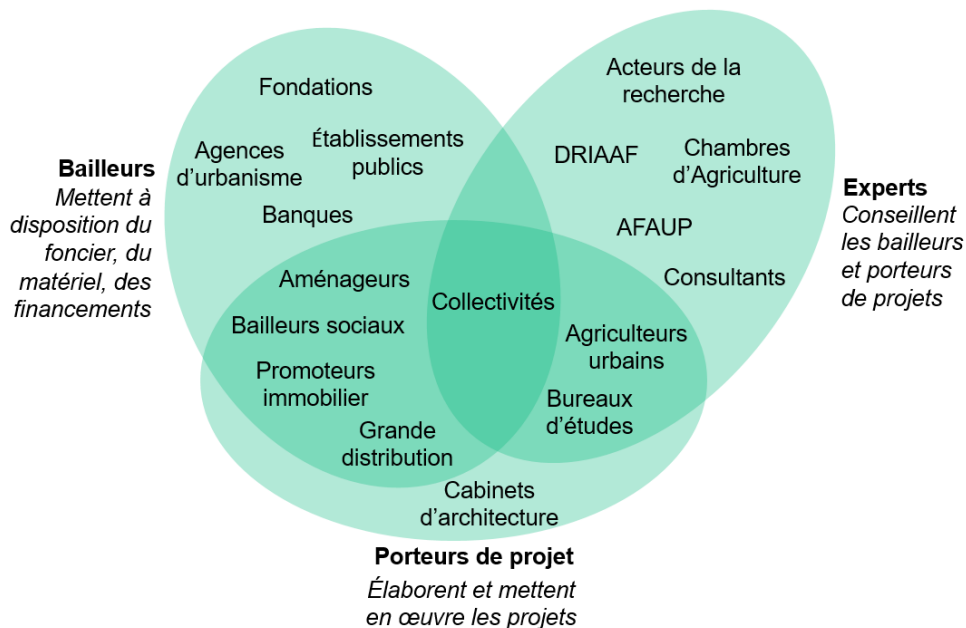 Fondations
Agences
d’urbanisme
Établissements
publics
Banques
Bailleurs
Mettent à
disposition du
foncier, du
matériel, des
financements
Acteurs de la
recherche
DRIAAF
Chambres
d’Agriculture
AFAUP
Consultants
Experts
Conseillent
les bailleurs
et porteurs
de projets
Aménageurs
Bailleurs sociaux
Promoteurs
immobilier
Grande
distribution
Collectivités
Agriculteurs
urbains
Bureaux
d’études
Cabinets
d’architecture
Porteurs de projet
Élaborent et mettent
en œuvre les projets